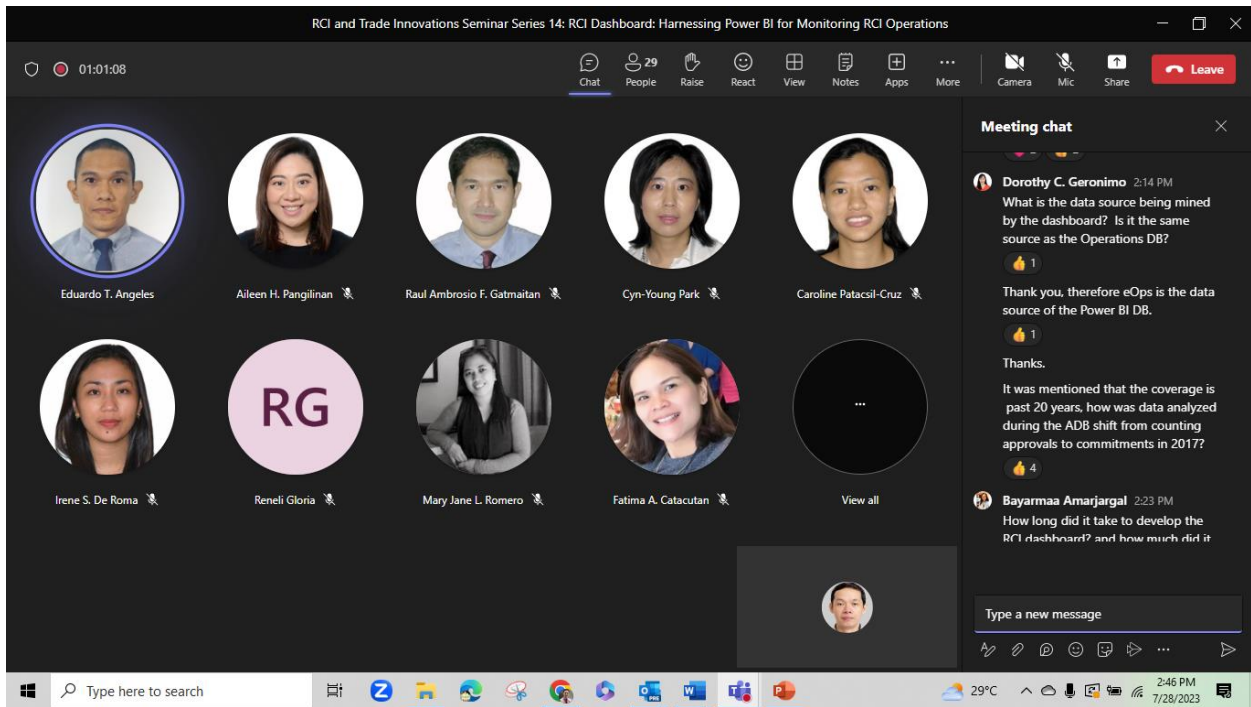 RCI and Trade Innovations Seminar Series 14: RCI Dashboard: Harnessing Power BI for Monitoring RCI Operations
01:01:08
Chat
29
People
Raise
React
View
Notes
Apps
More
Camera
Mic
Share
Leave
Eduardo T. Angeles
Aileen H. Pangilinan
Raul Ambrosio F. Gatmaitan
Cyn-Young Park
Caroline Patacsil-Cruz
RG
Irene S. De Roma
Reneli Gloria
Mary Jane L. Romero
Fatima A. Catacutan
View all
Meeting chat
Dorothy C. Geronimo 2:14 PM
What is the data source being mined
by the dashboard? Is it the same
source as the Operations DB?
1
Thank you, therefore eOps is the data
source of the Power BI DB.
1
Thanks.
It was mentioned that the coverage is
past 20 years, how was data analyzed
during the ADB shift from counting
approvals to commitments in 2017?
4
Bayarmaa Amarjargal 2:23 PM
How long did it take to develop the
RCI dashboard? and how much did it
Type a new message
Type here to search
29°C
2:46 PM
7/28/2023